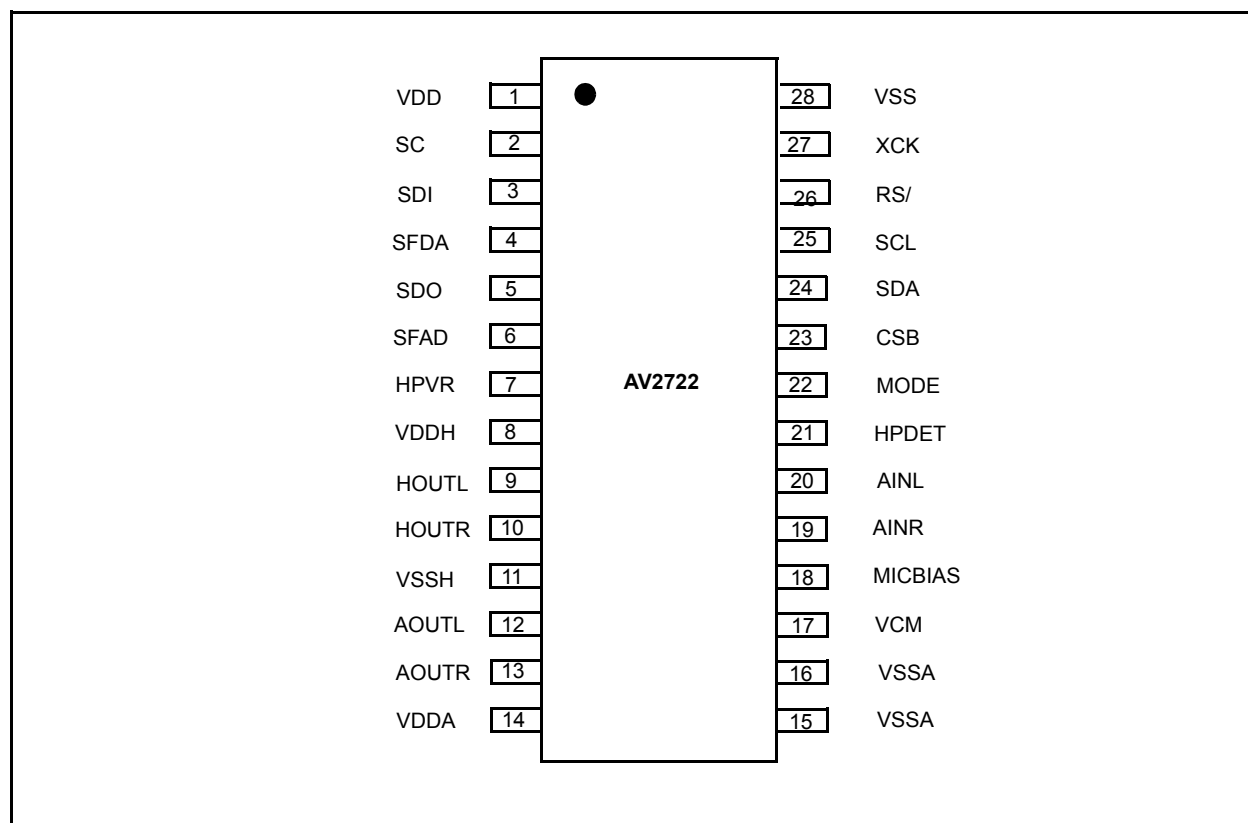 VDD 1 28 VSS
SC 2 27 XCK
SDI 3 26 RS/
SFDA 4 25 SCL
SDO 5 24 SDA
SFAD 6 23 CSB
HPVR 7 AV2722 22 MODE
VDDH 8 21 HPDET
HOUTL 9 20 AINL
HOUTR 10 19 AINR
VSSH 11 18 MICBIAS
AOUTL 12 17 VCM
AOUTR 13 16 VSSA
VDDA 14 15 VSSA